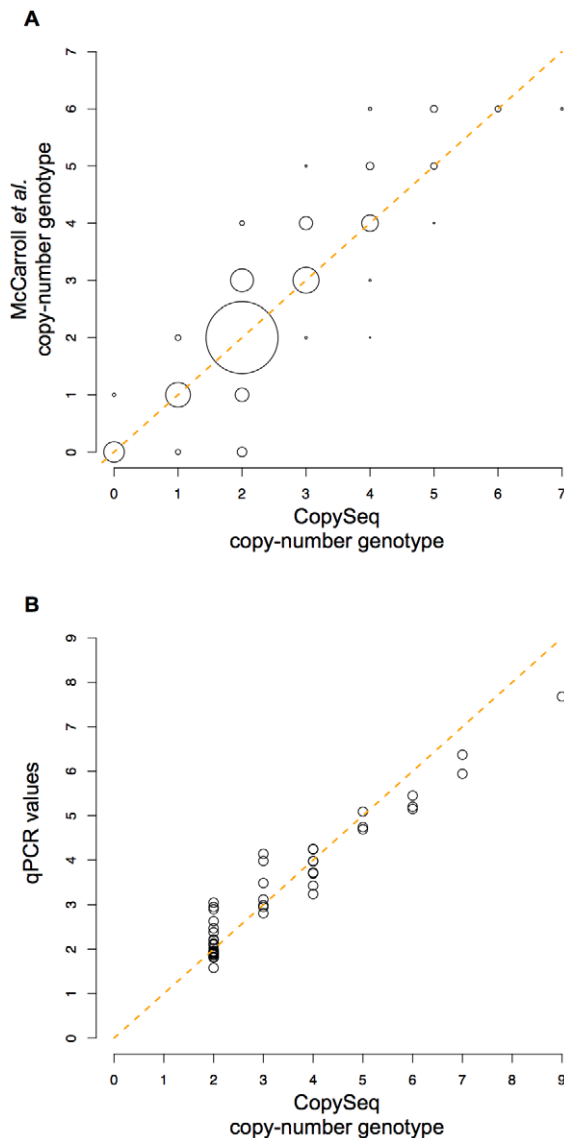 A
7
6
5
4
3
2
1
0
McCarroll et al.
copy-number genotype
0 1 2 3 4 5 6 7
CopySeq
copy-number genotype
B
9
8
7
6
5
4
3
2
1
0
qPCR values
0 1 2 3 4 5 6 7 8 9
CopySeq
copy-number genotype